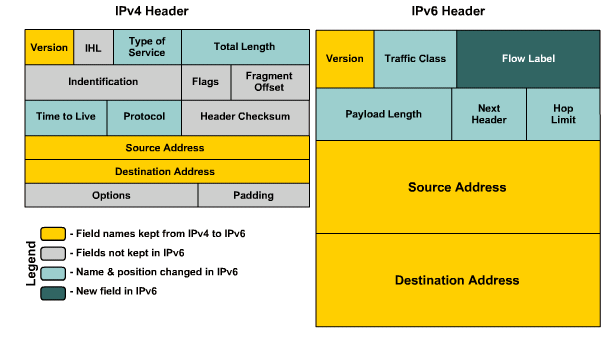 IPv4 Header
Version
IHL
Type of
Service
Total Length
Indentification
Flags
Fragment
Offset
Time to Live
Protocol
Header Checksum
Source Address
Destination Address
Options
Padding
IPv6 Header
Version
Traffic Class
Flow Label
Payload Length
Next
Header
Hop
Limit
Source Address
Destination Address
Legend
- Field names kept from IPv4 to IPv6
- Fields not kept in IPv6
- Name & position changed in IPv6
- New field in IPv6